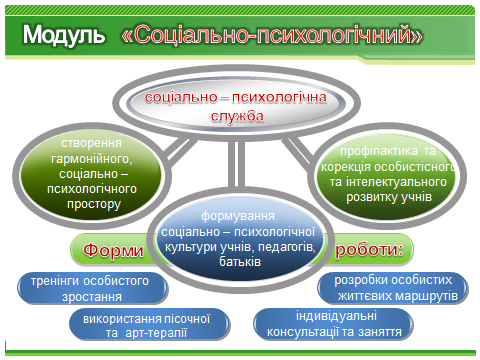 Модуль «Соціально-психологічний»
соціально – психологічна
служба
створення
гармонійного,
соціально –
психологічного
простору
профілактика та
корекція особистісного
та інтелектуального
розвитку учнів
формування
соціально – психологічної
культури учнів, педагогів,
батьків
Форми
роботи:
тренінги особистого
зростання
розробки особистих
життєвих маршрутів
використання пісочної
та арт-терапії
індивідуальні
консультації та заняття